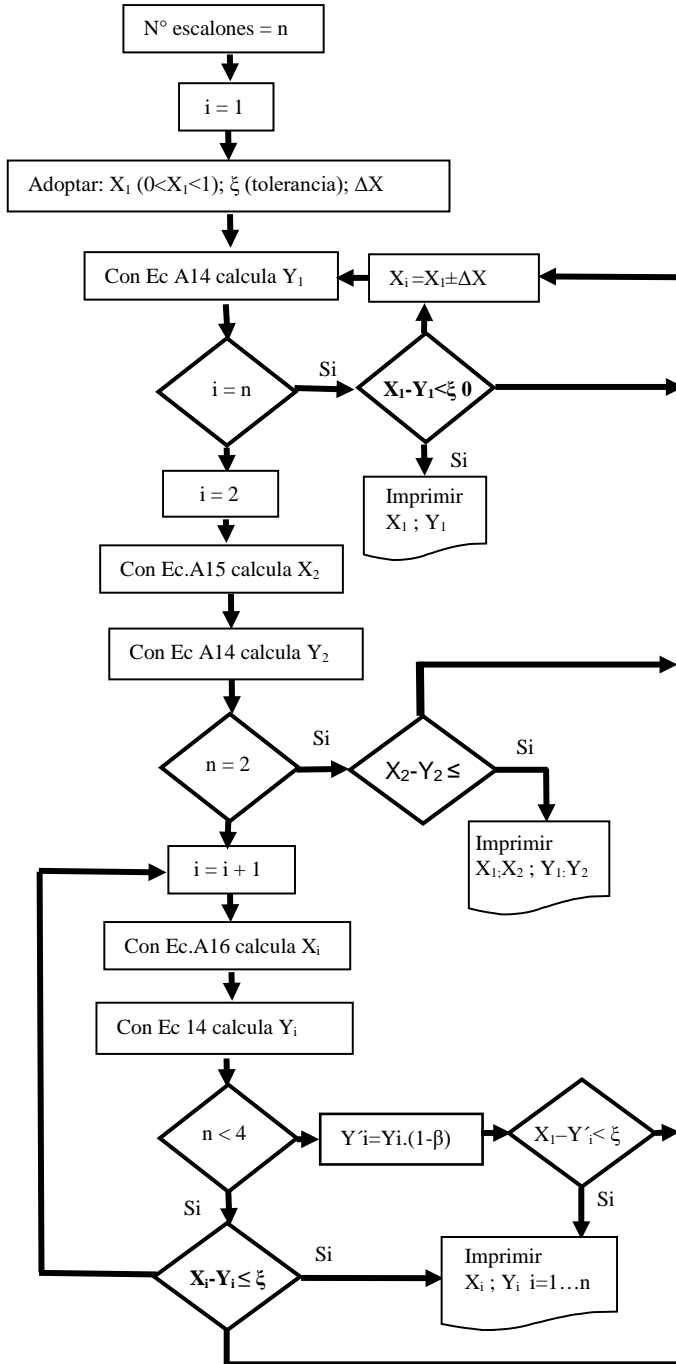 N° escalones = n
i = 1
Adoptar: X₁ (0<X₁<1); ξ (tolerancia); ΔX
Con Ec A14 calcula Y₁
Xᵢ =X₁±ΔX
i = n
Si
X₁-Y₁<ξ 0
Si
Imprimir
X₁ ; Y₁
i = 2
Con Ec.A15 calcula X₂
Con Ec A14 calcula Y₂
n = 2
Si
X₂-Y₂ ≤
Si
Imprimir
X₁;X₂ ; Y₁:Y₂
i = i + 1
Con Ec.A16 calcula Xᵢ
Con Ec 14 calcula Yᵢ
n < 4
Y´i=Yi.(1-β)
X₁–Y´ᵢ< ξ
Si
Si
Xᵢ-Yᵢ ≤ ξ
Si
Imprimir
Xᵢ ; Yᵢ i=1…n